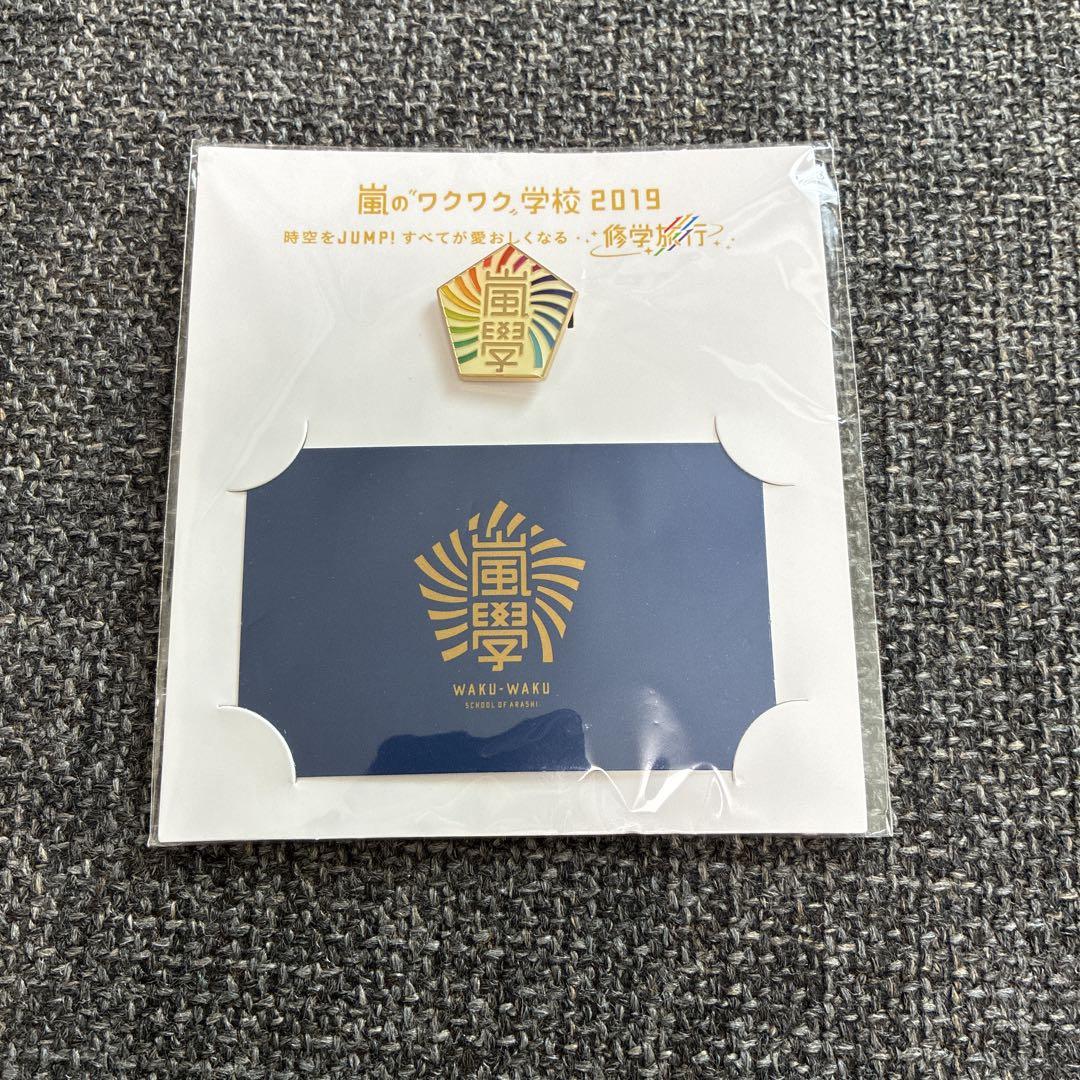 嵐の“ワクワク”学校 2019
時空をJUMP! すべてが愛おしくなる 修学旅行
嵐
學
嵐
學
WAKU-WAKU
SCHOOL OF ARASHI